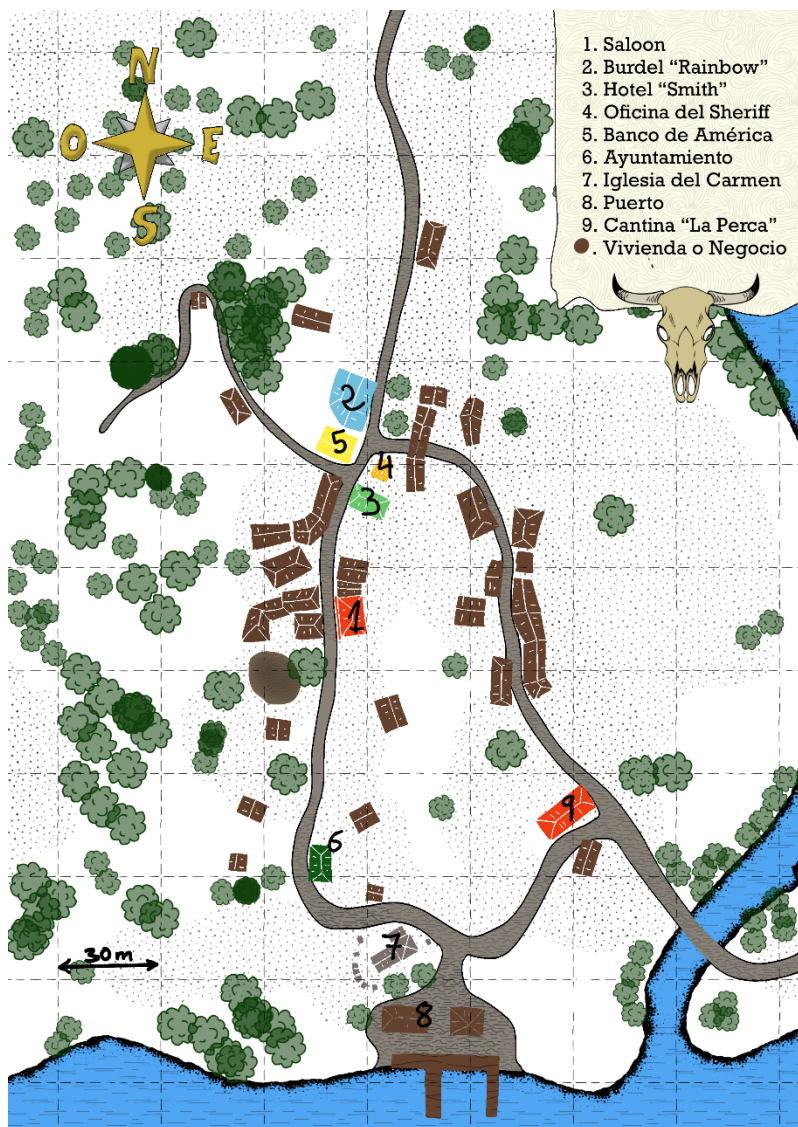 N
O
E
S
1. Saloon
2. Burdel “Rainbow”
3. Hotel “Smith”
4. Oficina del Sheriff
5. Banco de América
6. Ayuntamiento
7. Iglesia del Carmen
8. Puerto
9. Cantina “La Perca”
. Vivienda o Negocio
2
5
4
3
1
9
6
7
30 m
8